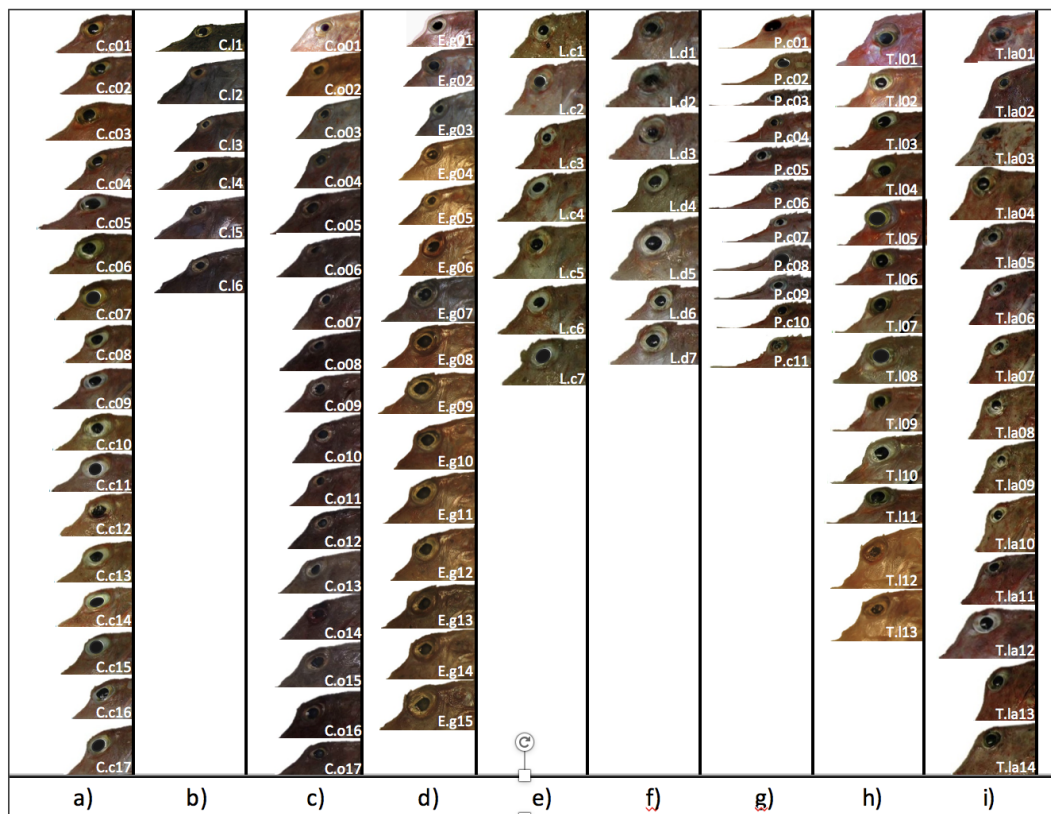 C.c01
C.c02
C.c03
C.c04
C.c05
C.c06
C.c07
C.c08
C.c09
C.c10
C.c11
C.c12
C.c13
C.c14
C.c15
C.c16
C.c17
C.l1
C.l2
C.l3
C.l4
C.l5
C.l6
C.o01
C.o02
C.o03
C.o04
C.o05
C.o06
C.o07
C.o08
C.o09
C.o10
C.o11
C.o12
C.o13
C.o14
C.o15
C.o16
C.o17
E.g01
E.g02
E.g03
E.g04
E.g05
E.g06
E.g07
E.g08
E.g09
E.g10
E.g11
E.g12
E.g13
E.g14
E.g15
L.c1
L.c2
L.c3
L.c4
L.c5
L.c6
L.c7
L.d1
L.d2
L.d3
L.d4
L.d5
L.d6
L.d7
P.c01
P.c02
P.c03
P.c04
P.c05
P.c06
P.c07
P.c08
P.c09
P.c10
P.c11
T.l01
T.l02
T.l03
T.l04
T.l05
T.l06
T.l07
T.l08
T.l09
T.l10
T.l11
T.l12
T.l13
T.la01
T.la02
T.la03
T.la04
T.la05
T.la06
T.la07
T.la08
T.la09
T.la10
T.la11
T.la12
T.la13
T.la14
a) b) c) d) e) f) g) h) i)